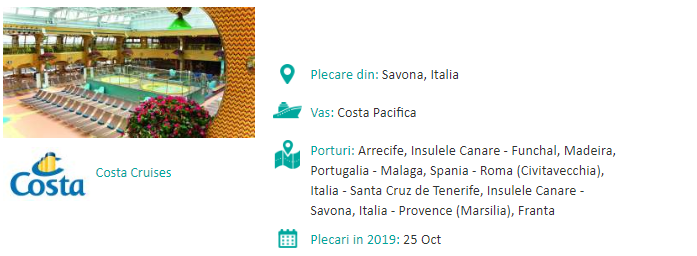 Plecare din: Savona, Italia
Vas: Costa Pacifica
Costa
Costa Cruises
Porturi: Arrecife, Insulele Canare - Funchal, Madeira,
Portugalia - Malaga, Spania - Roma (Civitavecchia),
Italia - Santa Cruz de Tenerife, Insulele Canare -
Savona, Italia - Provence (Marsilia), Franta
Plecari in 2019: 25 Oct